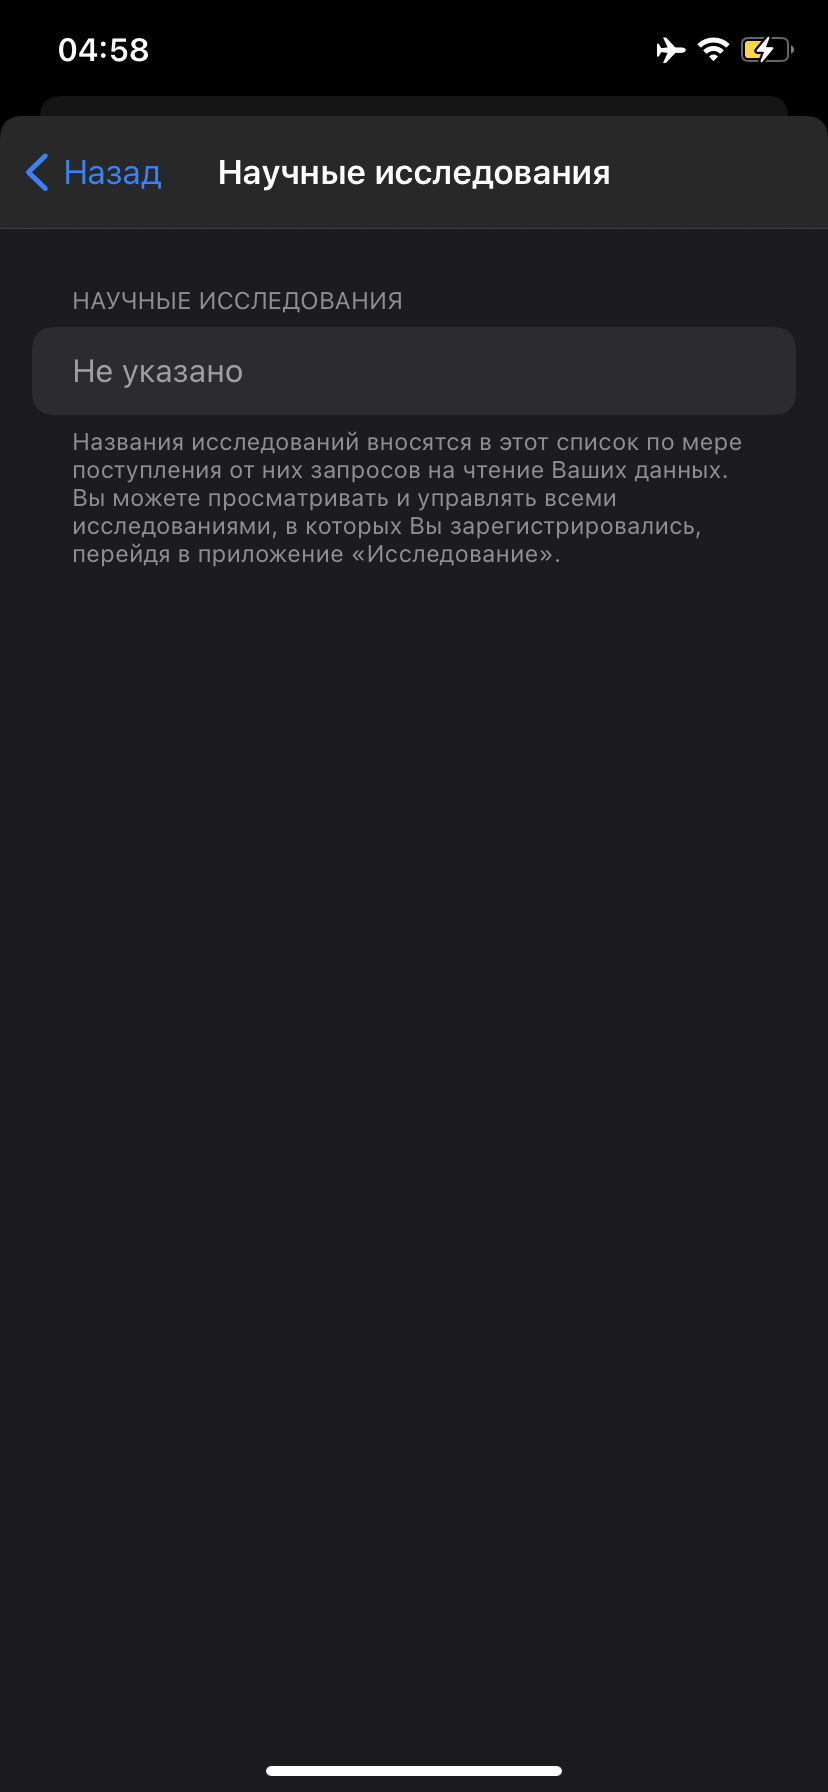 04:58
Назад
Научные исследования
НАУЧНЫЕ ИССЛЕДОВАНИЯ
Не указано
Названия исследований вносятся в этот список по мере
поступления от них запросов на чтение Ваших данных.
Вы можете просматривать и управлять всеми
исследованиями, в которых Вы зарегистрировались,
перейдя в приложение «Исследование».